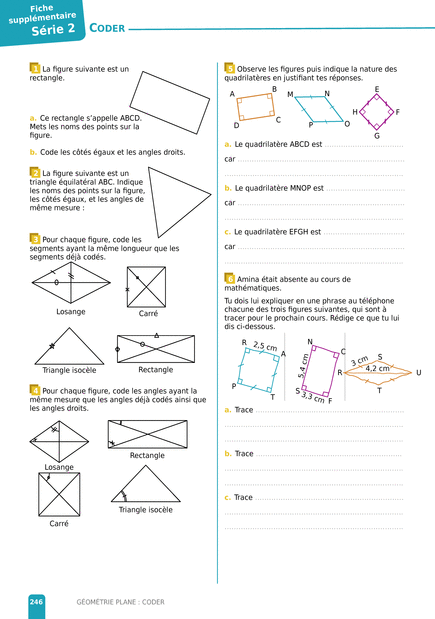 Fiche
supplémentaire
Série 2
CODER
1 La figure suivante est un
rectangle.
a. Ce rectangle s'appelle ABCD.
Mets les noms des points sur la
figure.
b. Code les côtés égaux et les angles droits.
2 La figure suivante est un
triangle équilatéral ABC. Indique
les noms des points sur la figure,
les côtés égaux, et les angles de
même mesure :
3 Pour chaque figure, code les
segments ayant la même longueur que les
segments déjà codés.
Losange
Carré
Triangle isocèle
Rectangle
4 Pour chaque figure, code les angles ayant la
même mesure que les angles déjà codés ainsi que
les angles droits.
Losange
Rectangle
Carré
Triangle isocèle
5 Observe les figures puis indique la nature des
quadrilatères en justifiant tes réponses.
A B C D
M N O P
E F G H
a. Le quadrilatère ABCD est
car
b. Le quadrilatère MNOP est
car
c. Le quadrilatère EFGH est
car
6 Amina était absente au cours de
mathématiques.
Tu dois lui expliquer en une phrase au téléphone
chacune des trois figures suivantes, qui sont à
tracer pour le prochain cours. Rédige ce que tu lui
dis ci-dessous.
R 2,5 cm A
P T
N C
5,4 cm
S 3,3 cm F
3 cm S
R 4,2 cm U
T
a. Trace
b. Trace
c. Trace
246
GÉOMÉTRIE PLANE : CODER